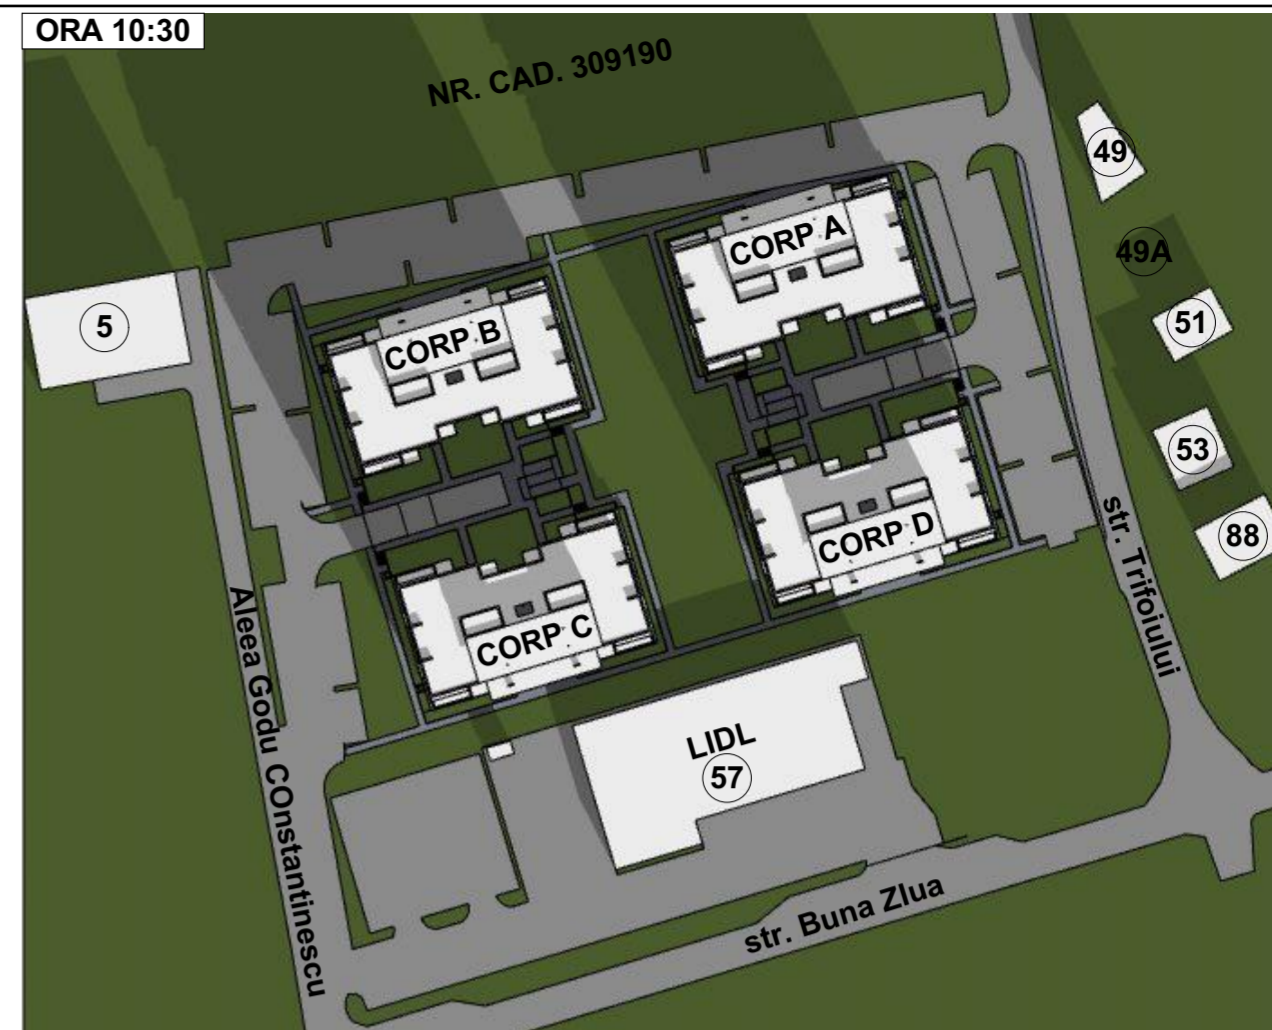 ORA 10:30
NR. CAD. 309190
49
CORP A
49A
5
CORP B
51
53
CORP D
str. Trifoiului
88
Aleea Godu COnstantinescu
CORP C
LIDL
57
str. Buna ZIua